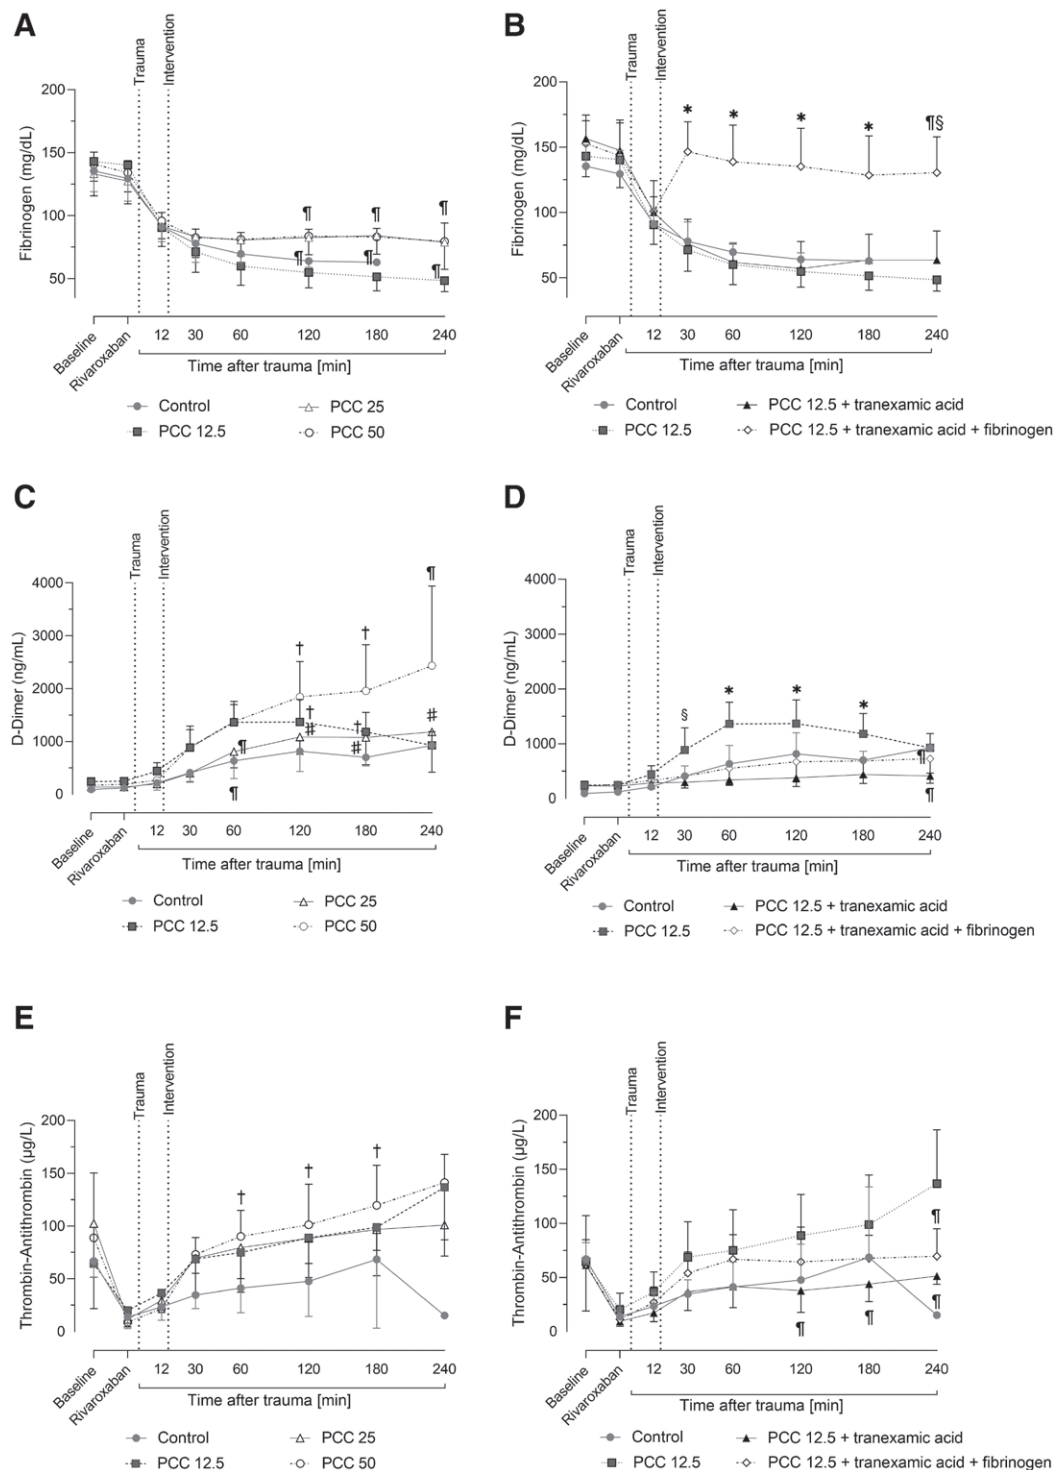 A
Trauma
Intervention
Fibrinogen (mg/dL)
200
150
100
50
¶ ¶ ¶
¶ ¶ ¶
Baseline
Rivaroxaban
12 30 60 120 180 240
Time after trauma [min]
Control
PCC 12.5
PCC 25
PCC 50
B
Trauma
Intervention
Fibrinogen (mg/dL)
200
150
100
50
* * * * ¶§
Baseline
Rivaroxaban
12 30 60 120 180 240
Time after trauma [min]
Control
PCC 12.5
PCC 12.5 + tranexamic acid
PCC 12.5 + tranexamic acid + fibrinogen
C
Trauma
Intervention
D-Dimer (ng/mL)
4000
3000
2000
1000
0
¶
† †
† † #
# #
¶
¶
Baseline
Rivaroxaban
12 30 60 120 180 240
Time after trauma [min]
Control
PCC 12.5
PCC 25
PCC 50
D
Trauma
Intervention
D-Dimer (ng/mL)
4000
3000
2000
1000
0
§ * * *
¶
¶
Baseline
Rivaroxaban
12 30 60 120 180 240
Time after trauma [min]
Control
PCC 12.5
PCC 12.5 + tranexamic acid
PCC 12.5 + tranexamic acid + fibrinogen
E
Trauma
Intervention
Thrombin-Antithrombin (µg/L)
200
150
100
50
0
† † †
Baseline
Rivaroxaban
12 30 60 120 180 240
Time after trauma [min]
Control
PCC 12.5
PCC 25
PCC 50
F
Trauma
Intervention
Thrombin-Antithrombin (µg/L)
200
150
100
50
0
¶
¶
¶ ¶
Baseline
Rivaroxaban
12 30 60 120 180 240
Time after trauma [min]
Control
PCC 12.5
PCC 12.5 + tranexamic acid
PCC 12.5 + tranexamic acid + fibrinogen